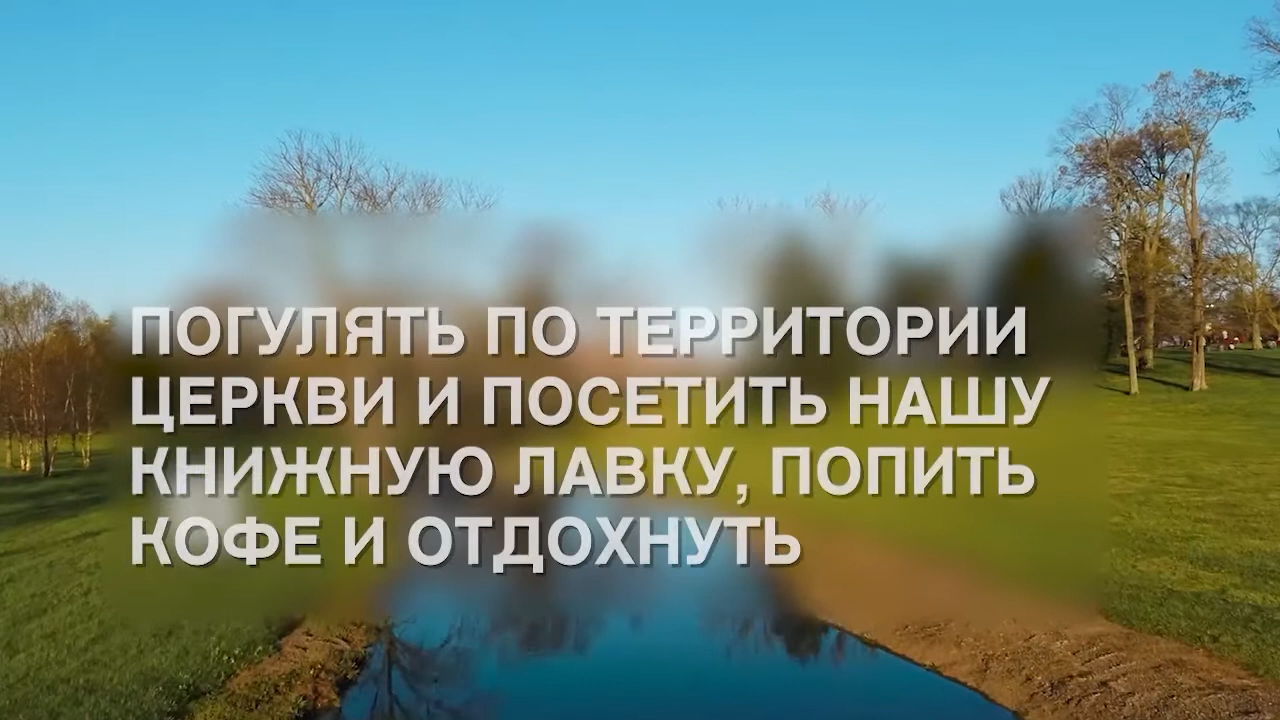 ПОГУЛЯТЬ ПО ТЕРРИТОРИИ
ЦЕРКВИ И ПОСЕТИТЬ НАШУ
КНИЖНУЮ ЛАВКУ, ПОПИТЬ
КОФЕ И ОТДОХНУТЬ